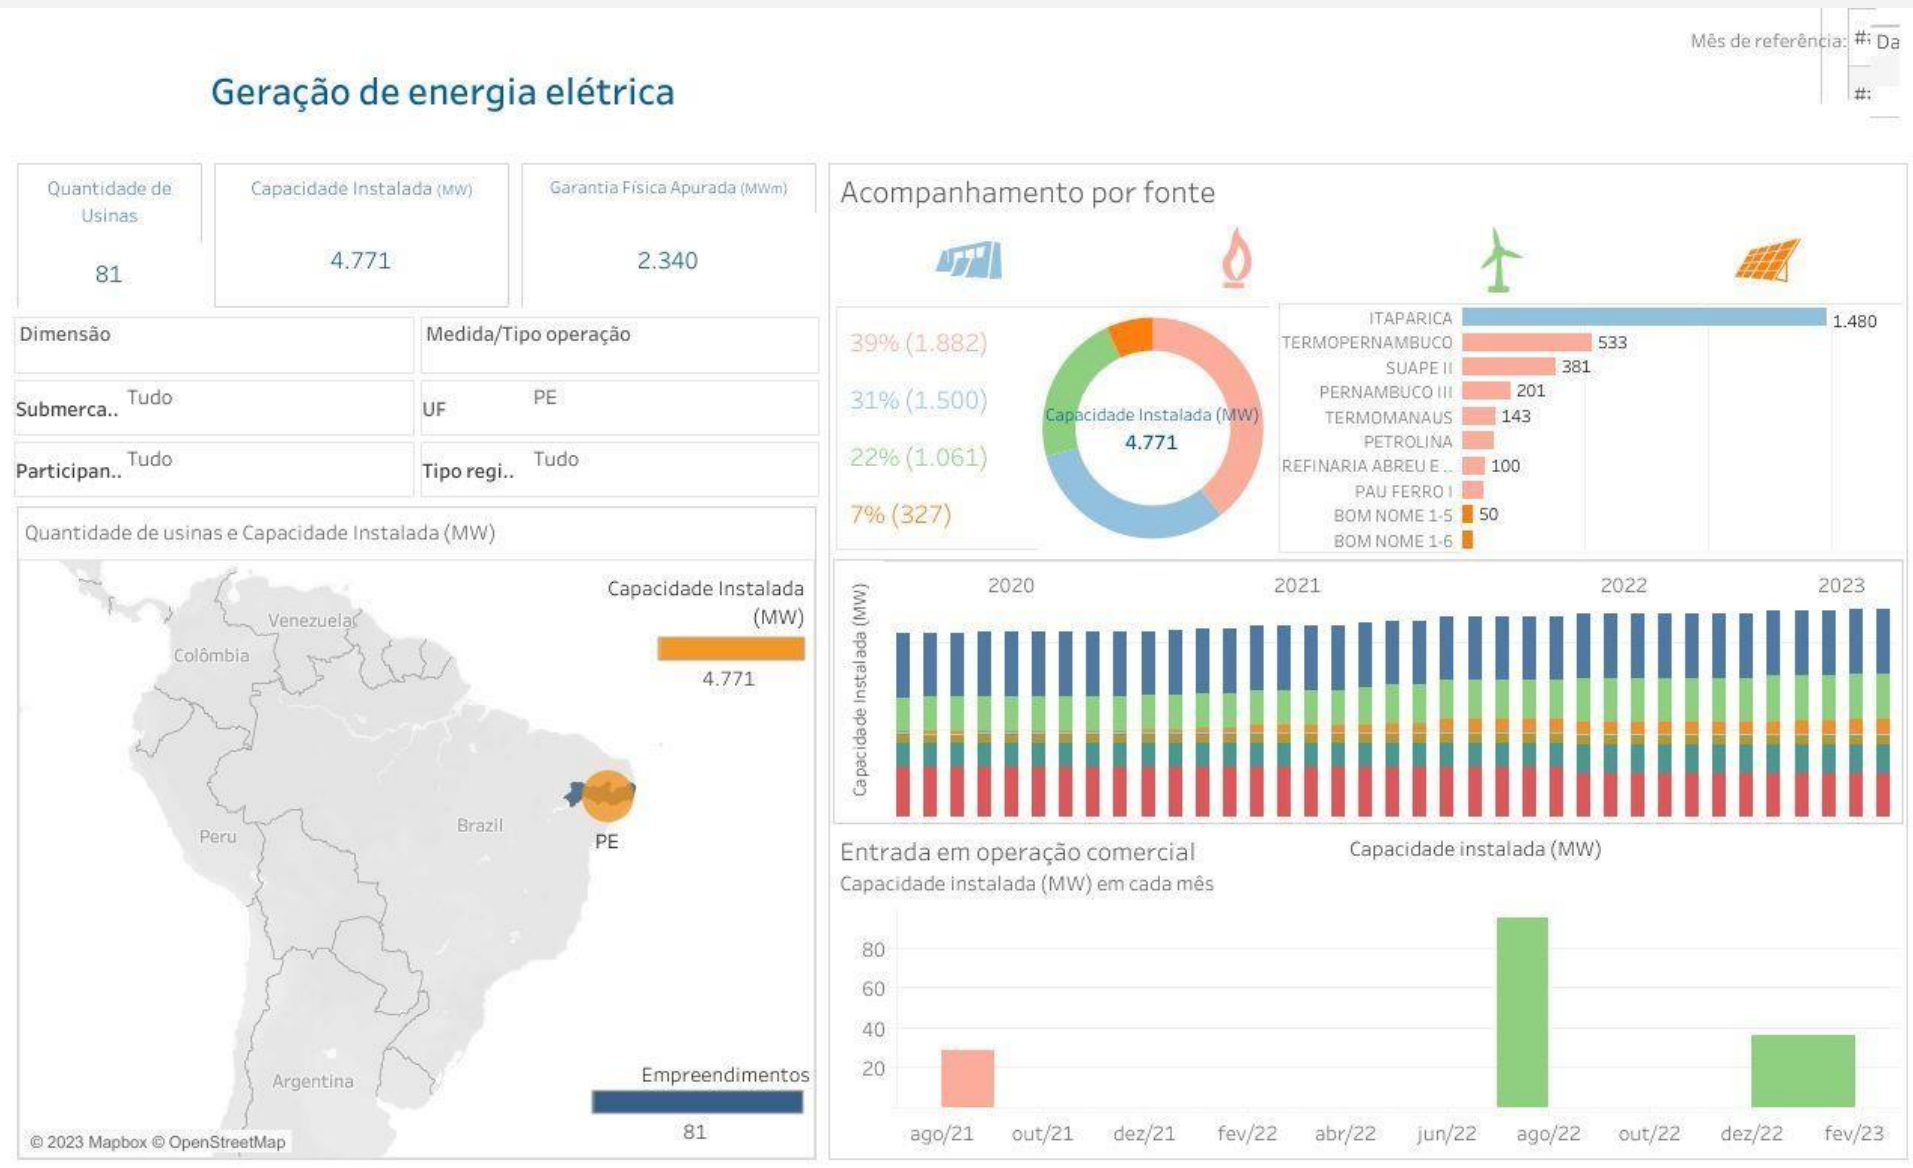 Mês de referência:
#:
Da
#:
Geração de energia elétrica
Quantidade de
Usinas
81
Capacidade Instalada (MW)
4.771
Garantia Física Apurada (MWm)
2.340
Dimensão
Medida/Tipo operação
Submerca..
Tudo
UF
PE
Participan..
Tudo
Tipo regi..
Tudo
Quantidade de usinas e Capacidade Instalada (MW)
Capacidade Instalada
(MW)
4.771
Venezuela
Colômbia
Peru
Brazil
PE
Argentina
Empreendimentos
81
© 2023 Mapbox © OpenStreetMap
Acompanhamento por fonte
39% (1.882)
31% (1.500)
22% (1.061)
7% (327)
Capacidade Instalada (MW)
4.771
ITAPARICA
1.480
TERMOPERNAMBUCO
533
SUAPE II
381
PERNAMBUCO III
201
TERMOMANAUS
143
PETROLINA
REFINARIA ABREU E ..
100
PAU FERRO I
BOM NOME 1-5
50
BOM NOME 1-6
2020
2021
2022
2023
Capacidade Instalada (MW)
Entrada em operação comercial
Capacidade instalada (MW)
Capacidade instalada (MW) em cada mês
80
60
40
20
ago/21
out/21
dez/21
fev/22
abr/22
jun/22
ago/22
out/22
dez/22
fev/23